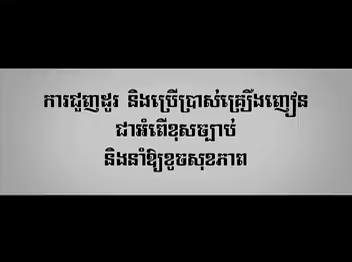 ការជួញដូរ និងប្រើប្រាស់គ្រឿងញៀន
ជាអំពើខុសច្បាប់
និងនាំឱ្យខូចសុខភាព